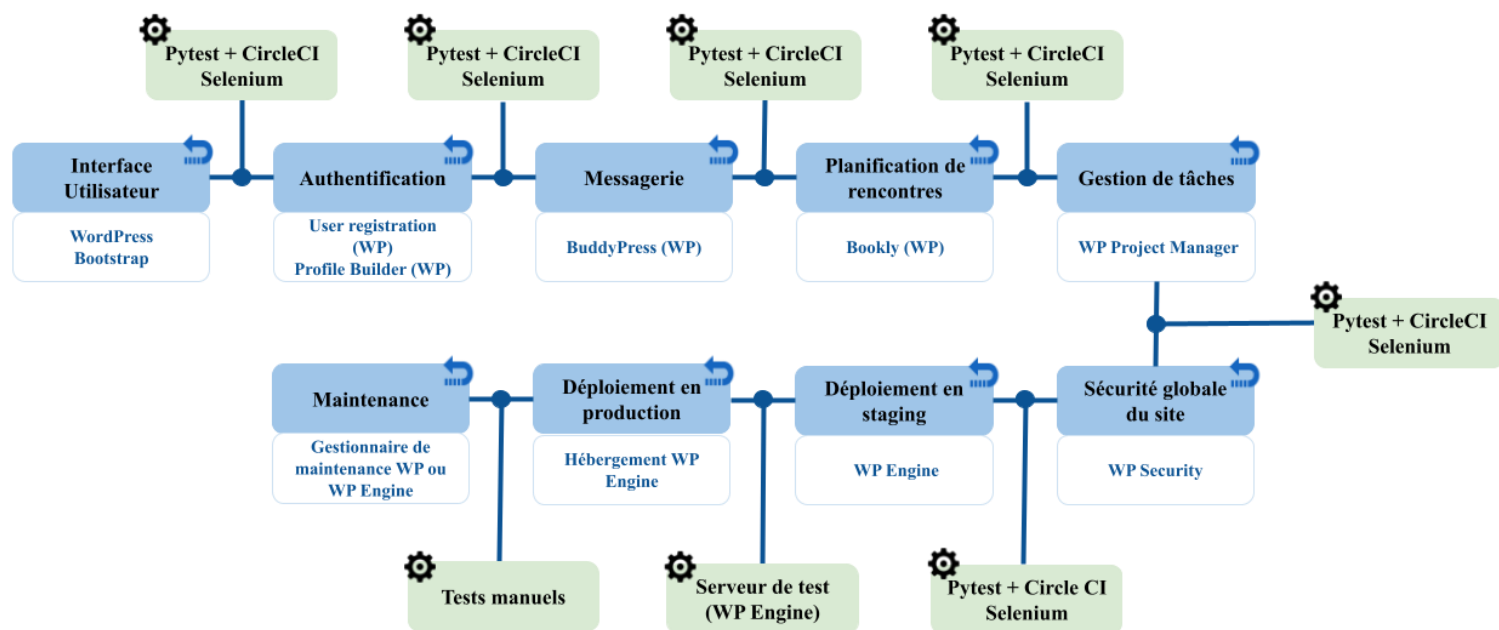 Pytest + CircleCI
Selenium
Pytest + CircleCI
Selenium
Pytest + CircleCI
Selenium
Pytest + CircleCI
Selenium
Interface
Utilisateur
WordPress
Bootstrap
Authentification
User registration
(WP)
Profile Builder (WP)
Messagerie
BuddyPress (WP)
Planification de
rencontres
Bookly (WP)
Gestion de tâches
WP Project Manager
Pytest + CircleCI
Selenium
Maintenance
Gestionnaire de
maintenance WP ou
WP Engine
Déploiement en
production
Hébergement WP
Engine
Déploiement en
staging
WP Engine
Sécurité globale
du site
WP Security
Tests manuels
Serveur de test
(WP Engine)
Pytest + Circle CI
Selenium